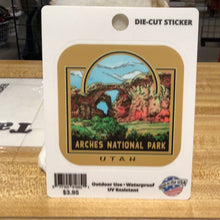 DIE-CUT STICKER
ARCHES NATIONAL PARK
UTAH
Outdoor Use • Waterproof
UV Resistant
$3.95